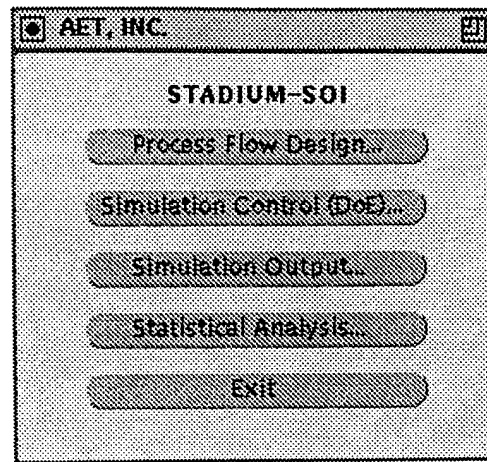 AET, INC.
STADIUM-SOI
Process Flow Design...
Simulation Control (DoE)...
Simulation Output...
Statistical Analysis...
Exit